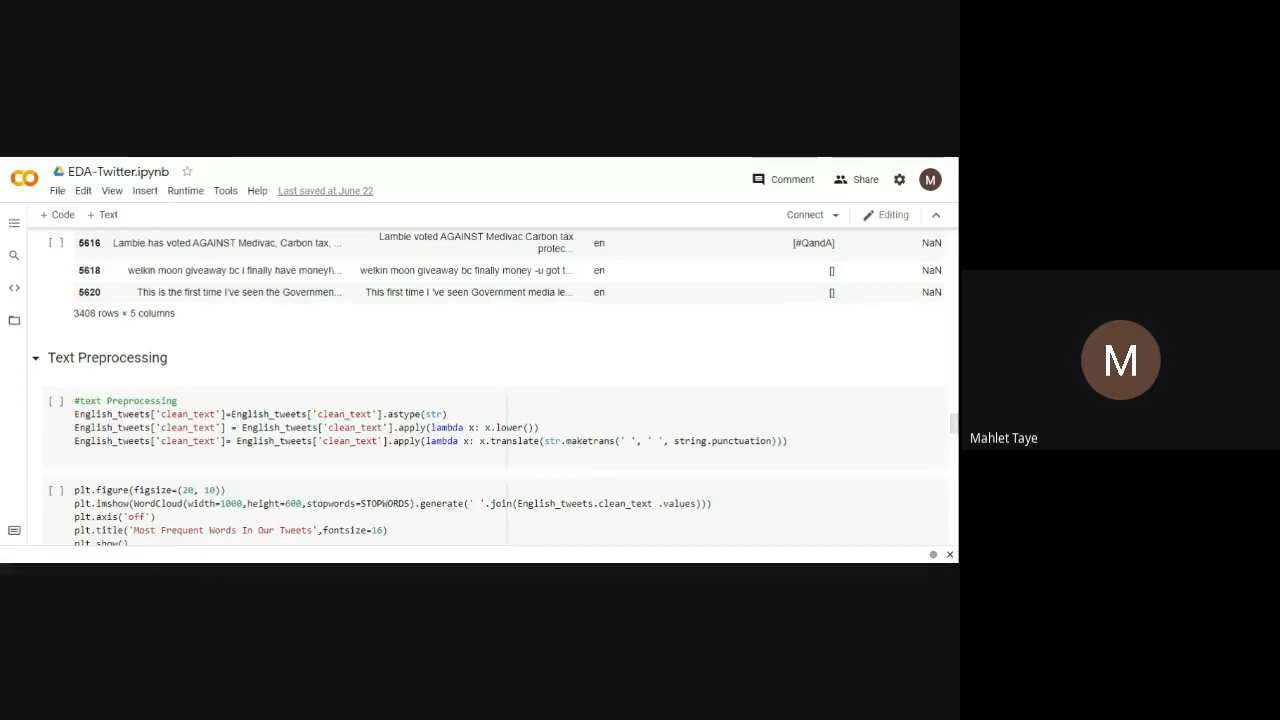 EDA-Twitter.ipynb
File Edit View Insert Runtime Tools Help Last saved at June 22
Comment Share M
+ Code + Text Connect Editing
[ ] 5616 Lambie has voted AGAINST Medivac, Carbon tax, ... Lambie voted AGAINST Medivac Carbon tax protec... en [#QandA] NaN
5618 welkin moon giveaway bc i finally have money!\... welkin moon giveaway bc finally money -u got t... en [] NaN
5620 This is the first time I've seen the Governmen... This first time I 've seen Government media le... en [] NaN
3408 rows × 5 columns
Text Preprocessing
[ ] #text Preprocessing
English_tweets['clean_text']=English_tweets['clean_text'].astype(str)
English_tweets['clean_text'] = English_tweets['clean_text'].apply(lambda x: x.lower())
English_tweets['clean_text']= English_tweets['clean_text'].apply(lambda x: x.translate(str.maketrans(' ', ' ', string.punctuation)))
[ ] plt.figure(figsize=(20, 10))
plt.imshow(WordCloud(width=1000,height=600,stopwords=STOPWORDS).generate(' '.join(English_tweets.clean_text .values)))
plt.axis('off')
plt.title('Most Frequent Words In Our Tweets',fontsize=16)
plt.show()
M
Mahlet Taye